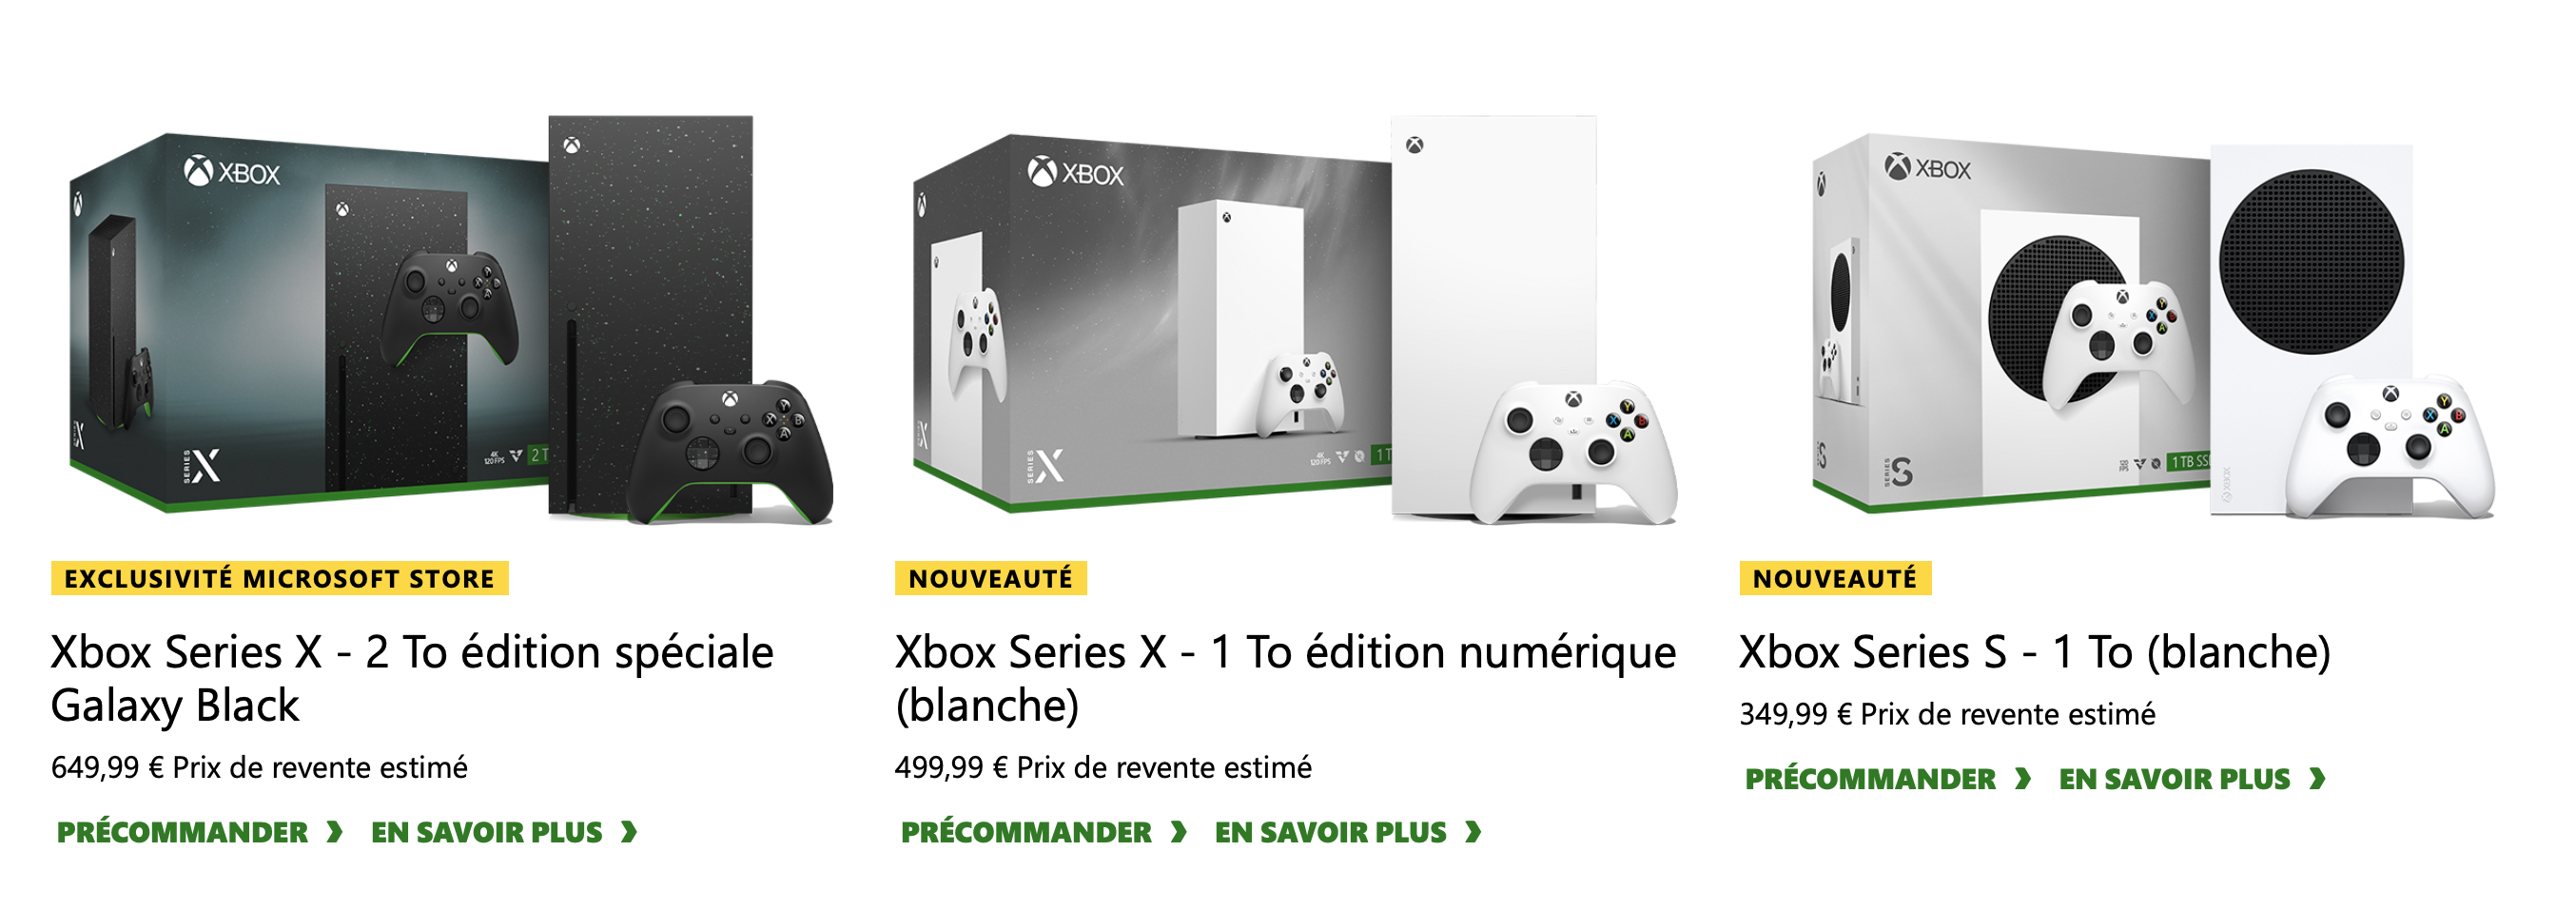 XBOX
SERIES X
4K
120 FPS
2T
EXCLUSIVITÉ MICROSOFT STORE
Xbox Series X - 2 To édition spéciale
Galaxy Black
649,99 € Prix de revente estimé
PRÉCOMMANDER ❯ EN SAVOIR PLUS ❯
XBOX
SERIES X
4K
120 FPS
1T
NOUVEAUTÉ
Xbox Series X - 1 To édition numérique
(blanche)
499,99 € Prix de revente estimé
PRÉCOMMANDER ❯ EN SAVOIR PLUS ❯
XBOX
SERIES S
1 TB SS
XBOX
NOUVEAUTÉ
Xbox Series S - 1 To (blanche)
349,99 € Prix de revente estimé
PRÉCOMMANDER ❯ EN SAVOIR PLUS ❯